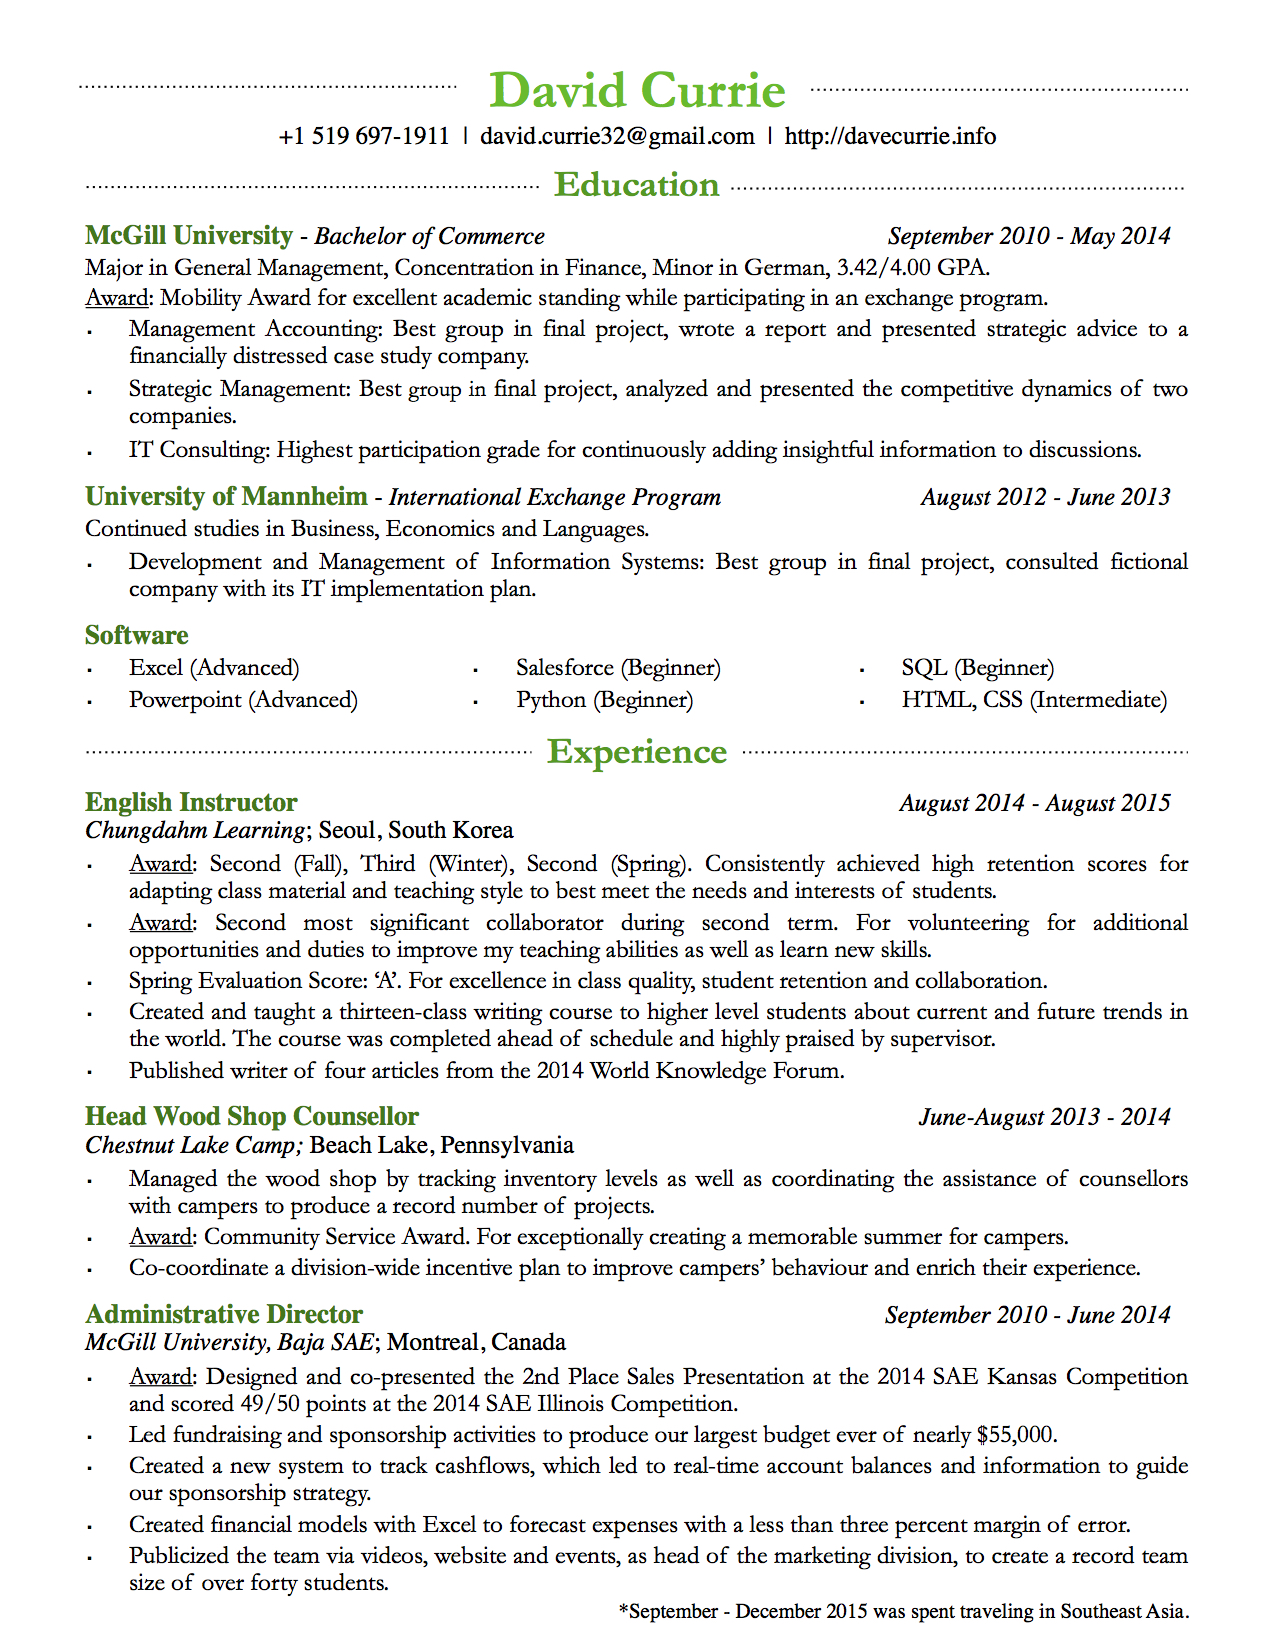 David Currie
+1 519 697-1911 | david.currie32@gmail.com | http://davecurrie.info
Education
McGill University - Bachelor of Commerce September 2010 - May 2014
Major in General Management, Concentration in Finance, Minor in German, 3.42/4.00 GPA.
Award: Mobility Award for excellent academic standing while participating in an exchange program.
▪ Management Accounting: Best group in final project, wrote a report and presented strategic advice to a
financially distressed case study company.
▪ Strategic Management: Best group in final project, analyzed and presented the competitive dynamics of two
companies.
▪ IT Consulting: Highest participation grade for continuously adding insightful information to discussions.
University of Mannheim - International Exchange Program August 2012 - June 2013
Continued studies in Business, Economics and Languages.
▪ Development and Management of Information Systems: Best group in final project, consulted fictional
company with its IT implementation plan.
Software
▪ Excel (Advanced) ▪ Salesforce (Beginner) ▪ SQL (Beginner)
▪ Powerpoint (Advanced) ▪ Python (Beginner) ▪ HTML, CSS (Intermediate)
Experience
English Instructor August 2014 - August 2015
Chungdahm Learning; Seoul, South Korea
▪ Award: Second (Fall), Third (Winter), Second (Spring). Consistently achieved high retention scores for
adapting class material and teaching style to best meet the needs and interests of students.
▪ Award: Second most significant collaborator during second term. For volunteering for additional
opportunities and duties to improve my teaching abilities as well as learn new skills.
▪ Spring Evaluation Score: ‘A’. For excellence in class quality, student retention and collaboration.
▪ Created and taught a thirteen-class writing course to higher level students about current and future trends in
the world. The course was completed ahead of schedule and highly praised by supervisor.
▪ Published writer of four articles from the 2014 World Knowledge Forum.
Head Wood Shop Counsellor June-August 2013 - 2014
Chestnut Lake Camp; Beach Lake, Pennsylvania
▪ Managed the wood shop by tracking inventory levels as well as coordinating the assistance of counsellors
with campers to produce a record number of projects.
▪ Award: Community Service Award. For exceptionally creating a memorable summer for campers.
▪ Co-coordinate a division-wide incentive plan to improve campers’ behaviour and enrich their experience.
Administrative Director September 2010 - June 2014
McGill University, Baja SAE; Montreal, Canada
▪ Award: Designed and co-presented the 2nd Place Sales Presentation at the 2014 SAE Kansas Competition
and scored 49/50 points at the 2014 SAE Illinois Competition.
▪ Led fundraising and sponsorship activities to produce our largest budget ever of nearly $55,000.
▪ Created a new system to track cashflows, which led to real-time account balances and information to guide
our sponsorship strategy.
▪ Created financial models with Excel to forecast expenses with a less than three percent margin of error.
▪ Publicized the team via videos, website and events, as head of the marketing division, to create a record team
size of over forty students.
*September - December 2015 was spent traveling in Southeast Asia.